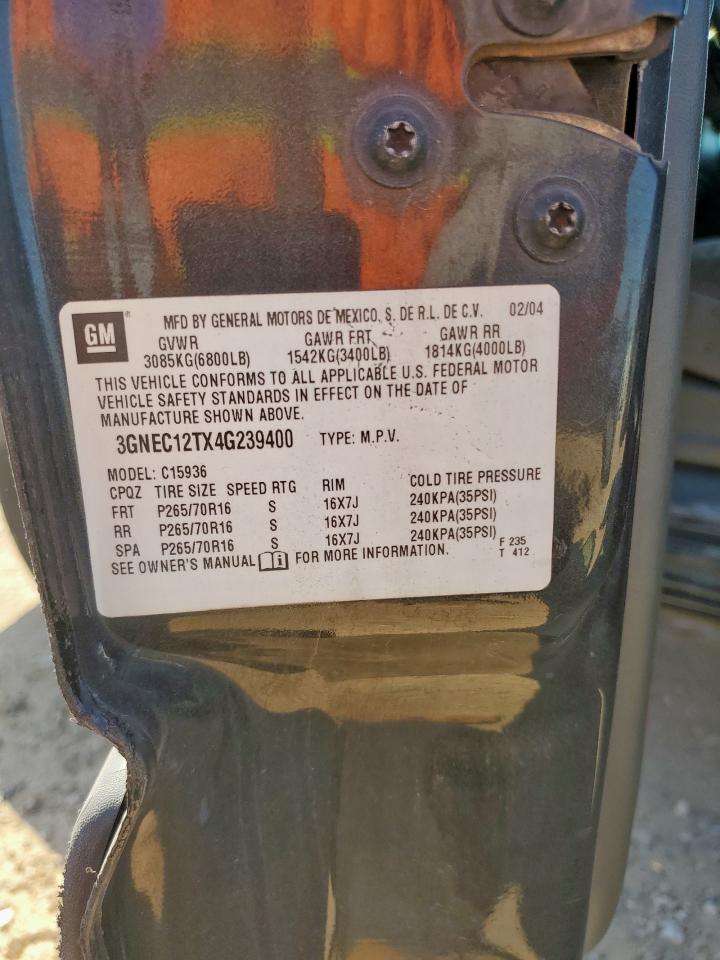 GM
MFD BY GENERAL MOTORS DE MEXICO, S. DE R.L. DE C.V. 02/04
GVWR GAWR FRT GAWR RR
3085KG(6800LB) 1542KG(3400LB) 1814KG(4000LB)
THIS VEHICLE CONFORMS TO ALL APPLICABLE U.S. FEDERAL MOTOR
VEHICLE SAFETY STANDARDS IN EFFECT ON THE DATE OF
MANUFACTURE SHOWN ABOVE.
3GNEC12TX4G239400 TYPE: M.P.V.
MODEL: C15936
CPQZ TIRE SIZE SPEED RTG RIM COLD TIRE PRESSURE
FRT P265/70R16 S 16X7J 240KPA(35PSI)
RR P265/70R16 S 16X7J 240KPA(35PSI)
SPA P265/70R16 S 16X7J 240KPA(35PSI)
SEE OWNER'S MANUAL i FOR MORE INFORMATION. F 235
T 412